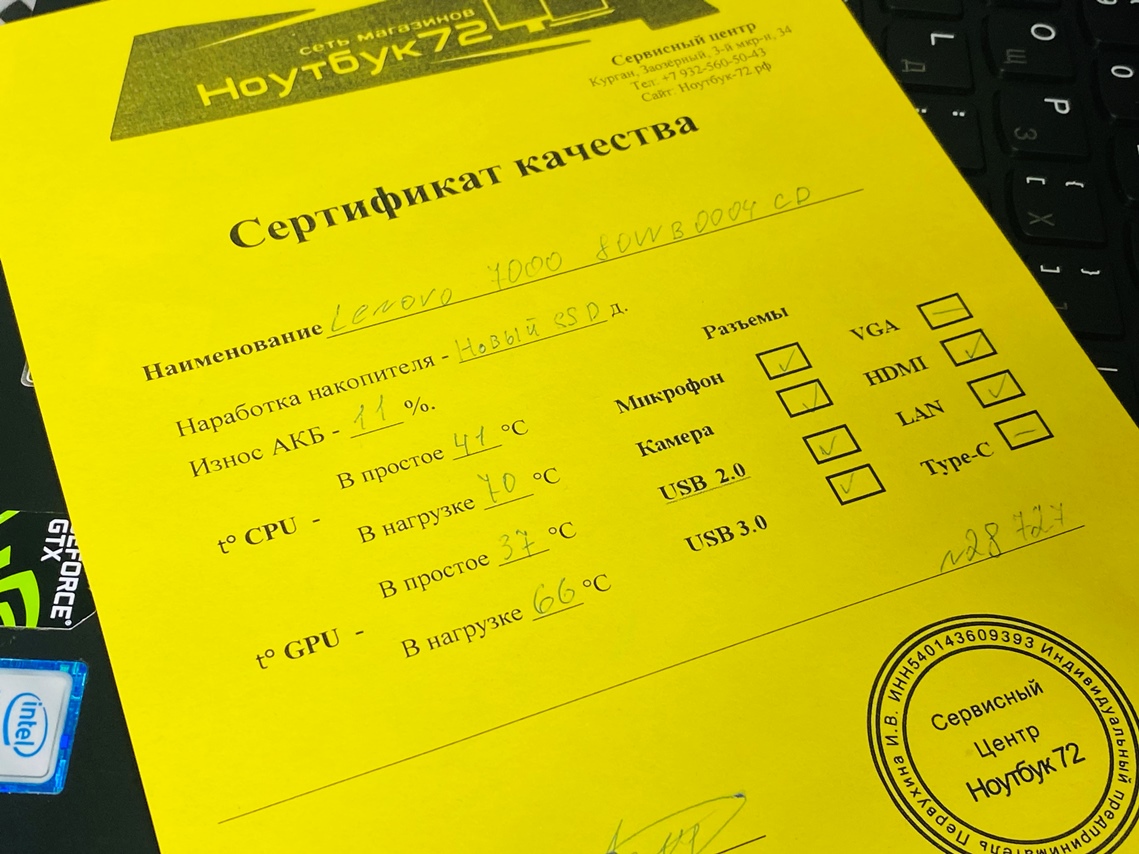 сеть магазинов
Ноутбук72
Сервисный центр
Курган, Заозёрный, 3-й мкр-н, 34
Тел: +7 932-560-50-43
Сайт: Ноутбук-72.рф
Сертификат качества
Наименование Lenovo 7000 80WB0004CD
Наработка накопителя - Новый SSD д.
Износ АКБ - 11 %.
t° CPU -
В простое 41 °C
В нагрузке 70 °C
t° GPU -
В простое 37 °C
В нагрузке 66 °C
Разъемы
Микрофон
Камера
USB 2.0
USB 3.0
VGA
HDMI
LAN
Type-C
№28727
Индивидуальный предприниматель Первухина И.В. ИНН540143609393
Сервисный
Центр
Ноутбук 72
GEFORCE
GTX
intel
L
Д
O
Щ
P
З
[
{
Х
]
}